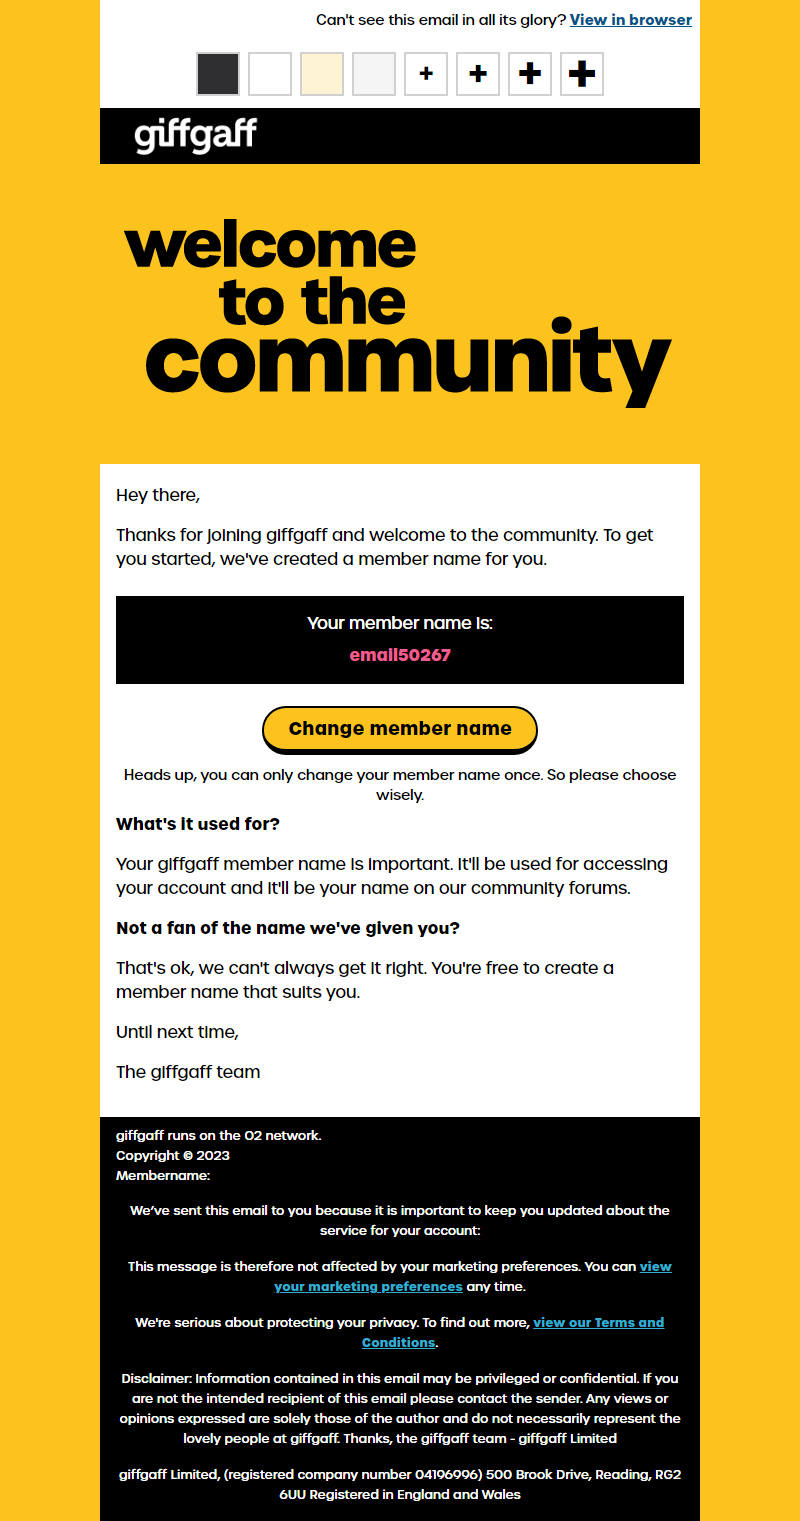 Can't see this email in all its glory? View in browser
+ + + +
giffgaff
welcome
to the
community
Hey there,
Thanks for joining giffgaff and welcome to the community. To get
you started, we've created a member name for you.
Your member name is:
email50267
Change member name
Heads up, you can only change your member name once. So please choose
wisely.
What's it used for?
Your giffgaff member name is important. It'll be used for accessing
your account and it'll be your name on our community forums.
Not a fan of the name we've given you?
That's ok, we can't always get it right. You're free to create a
member name that suits you.
Until next time,
The giffgaff team
giffgaff runs on the O2 network.
Copyright © 2023
Membername:
We’ve sent this email to you because it is important to keep you updated about the
service for your account:
This message is therefore not affected by your marketing preferences. You can view
your marketing preferences any time.
We're serious about protecting your privacy. To find out more, view our Terms and
Conditions.
Disclaimer: Information contained in this email may be privileged or confidential. If you
are not the intended recipient of this email please contact the sender. Any views or
opinions expressed are solely those of the author and do not necessarily represent the
lovely people at giffgaff. Thanks, the giffgaff team - giffgaff Limited
giffgaff Limited, (registered company number 04196996) 500 Brook Drive, Reading, RG2
6UU Registered in England and Wales